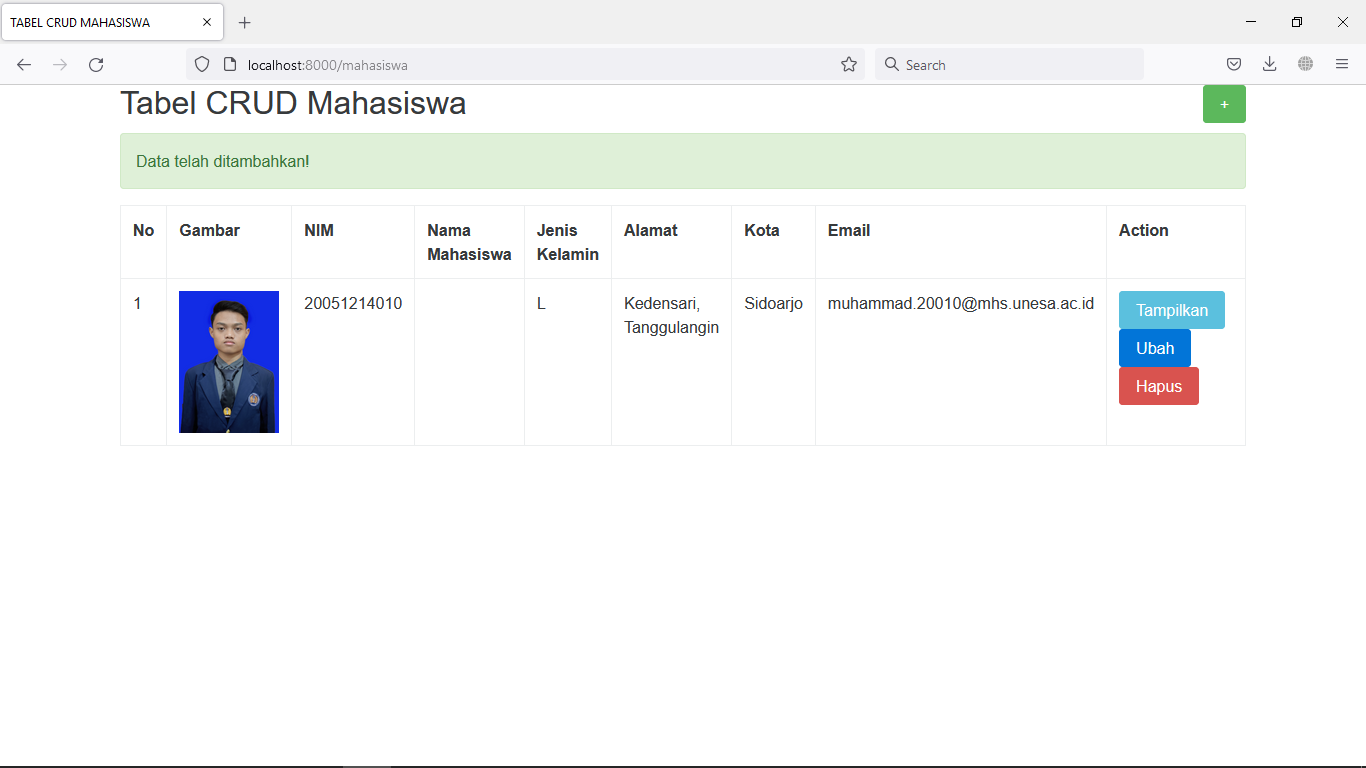 TABEL CRUD MAHASISWA
localhost:8000/mahasiswa
Search
Tabel CRUD Mahasiswa
+
Data telah ditambahkan!
No
Gambar
NIM
Nama
Mahasiswa
Jenis
Kelamin
Alamat
Kota
Email
Action
1
20051214010
L
Kedensari,
Tanggulangin
Sidoarjo
muhammad.20010@mhs.unesa.ac.id
Tampilkan
Ubah
Hapus